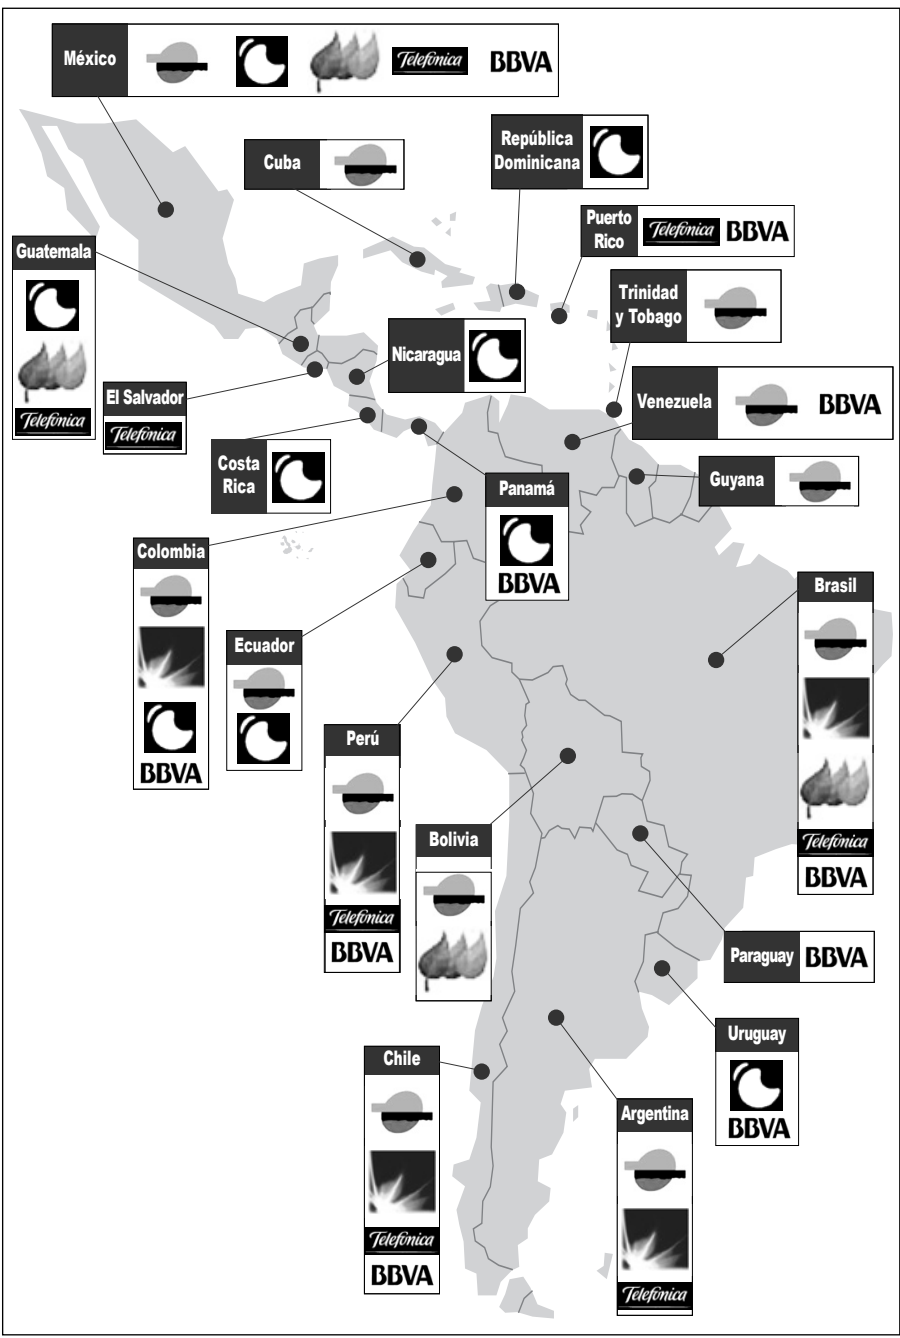 México
Telefónica
BBVA
Cuba
República
Dominicana
Puerto
Rico
Telefónica
BBVA
Guatemala
Telefónica
Trinidad
y Tobago
Nicaragua
El Salvador
Telefónica
Venezuela
BBVA
Costa
Rica
Panamá
BBVA
Guyana
Colombia
BBVA
Ecuador
Brasil
Telefónica
BBVA
Perú
Telefónica
BBVA
Bolivia
Paraguay
BBVA
Uruguay
BBVA
Chile
Telefónica
BBVA
Argentina
Telefónica